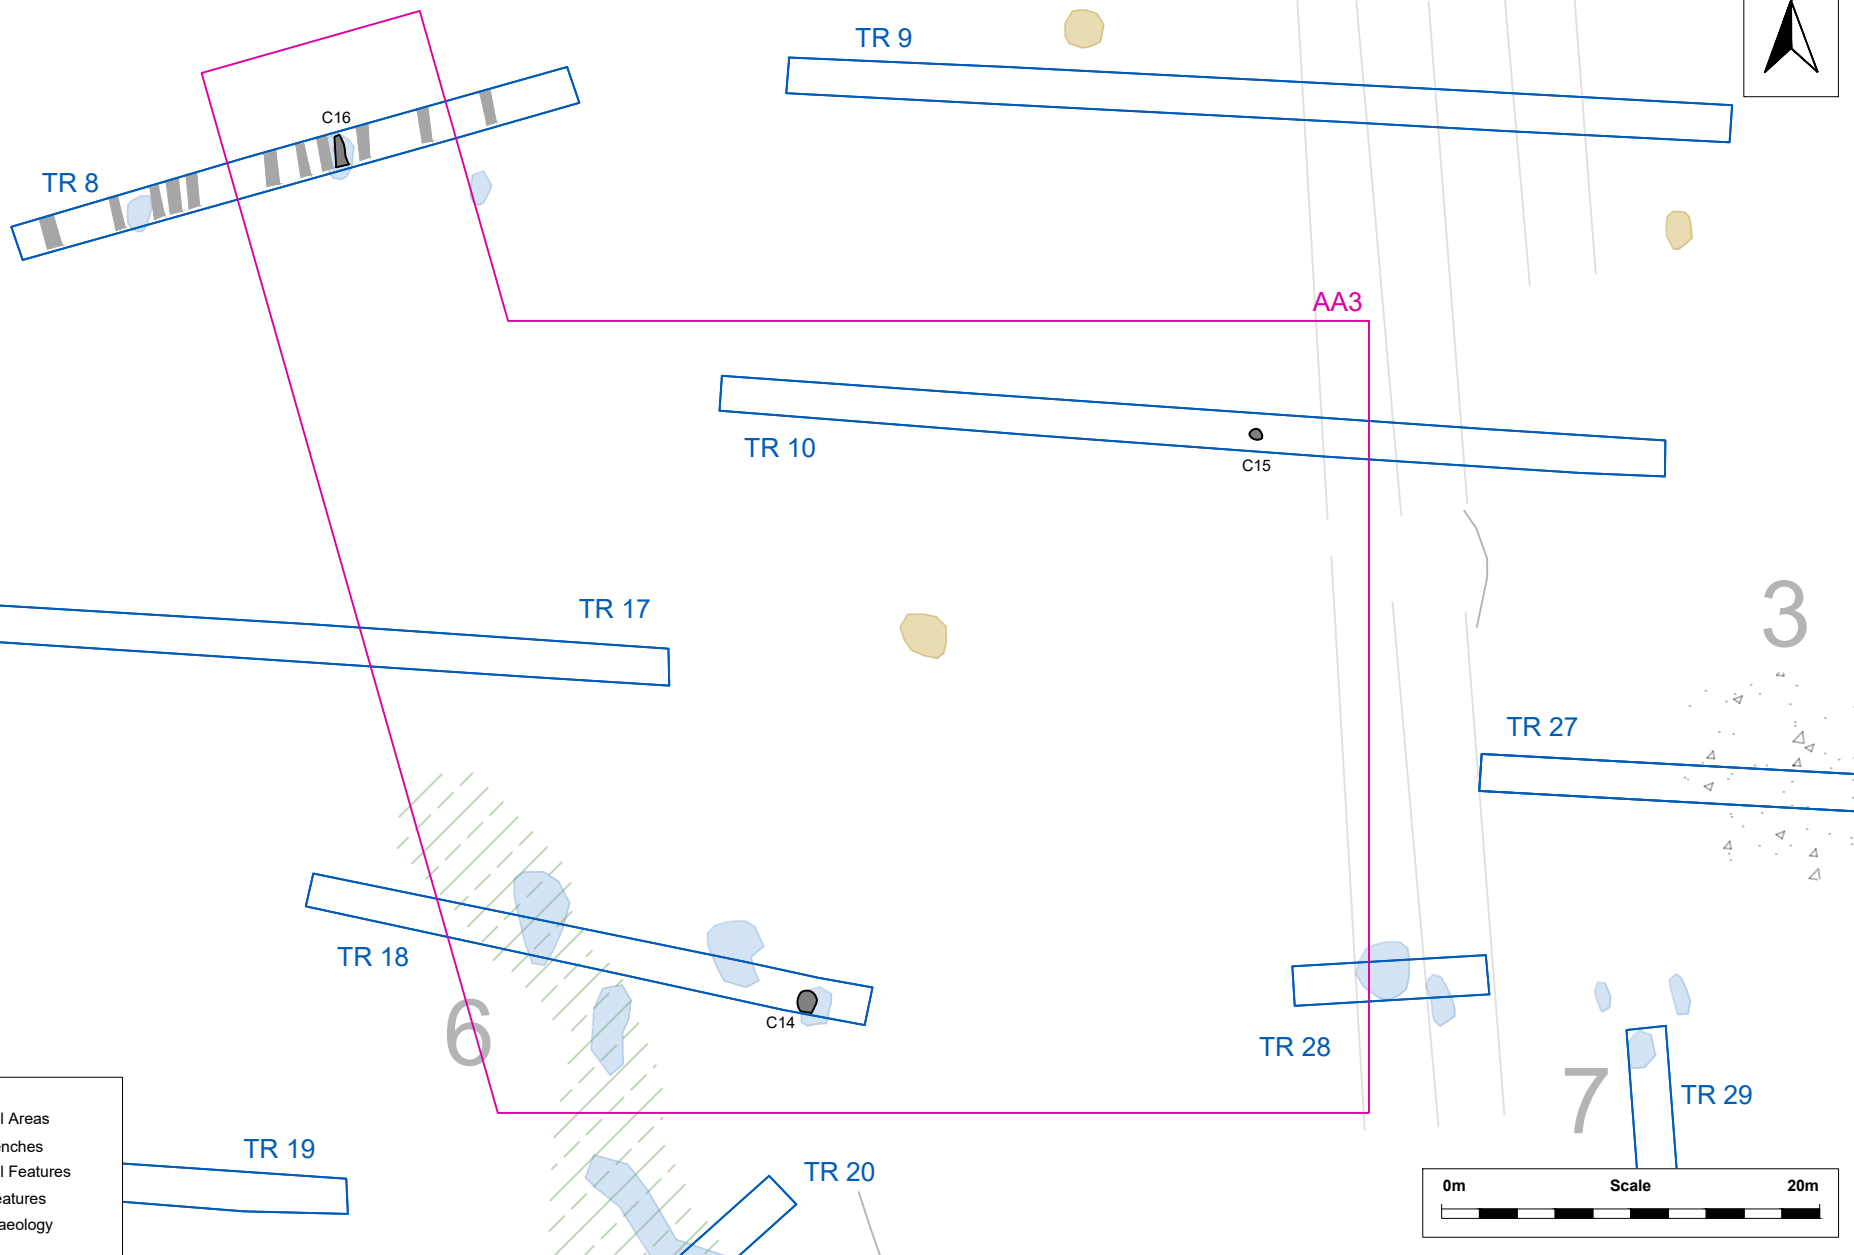 TR 9
C16
TR 8
AA3
TR 10
C15
TR 17
3
TR 27
TR 18
C14
6
TR 28
7
TR 29
l Areas
enches
l Features
eatures
aeology
TR 19
TR 20
0m Scale 20m